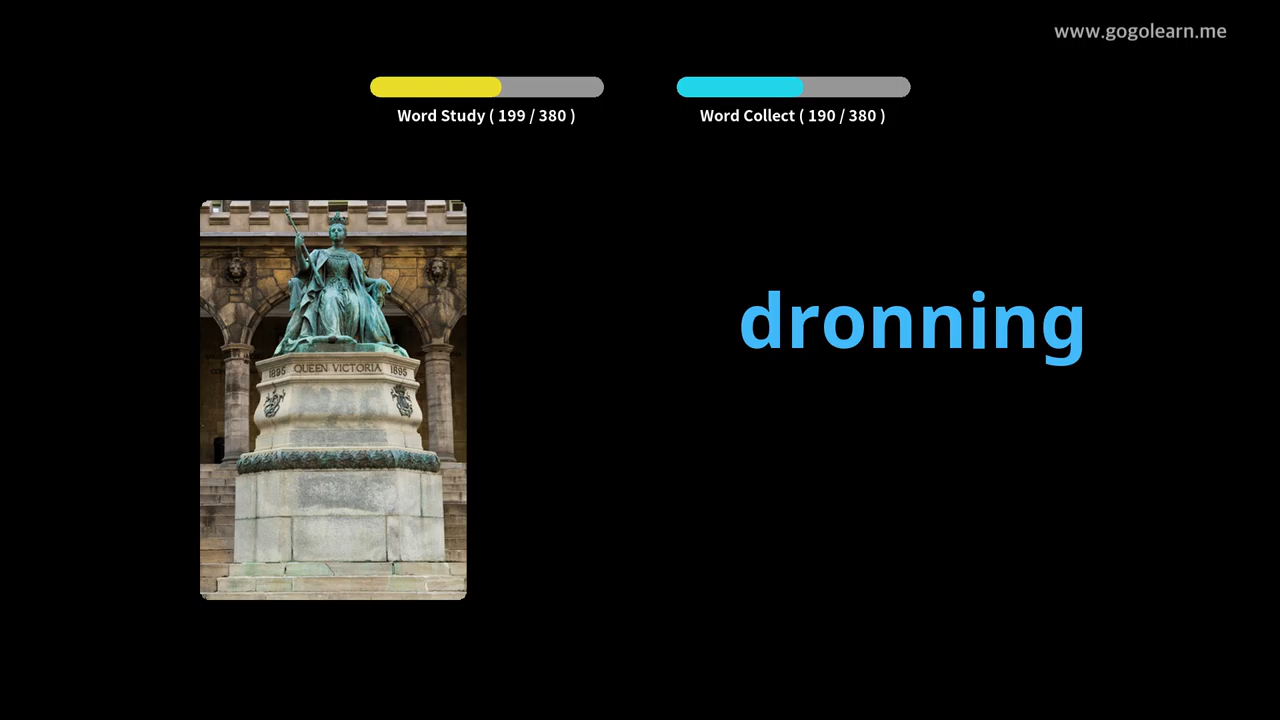 www.gogolearn.me
Word Study ( 199 / 380 )
Word Collect ( 190 / 380 )
dronning
1895 QUEEN VICTORIA 1895